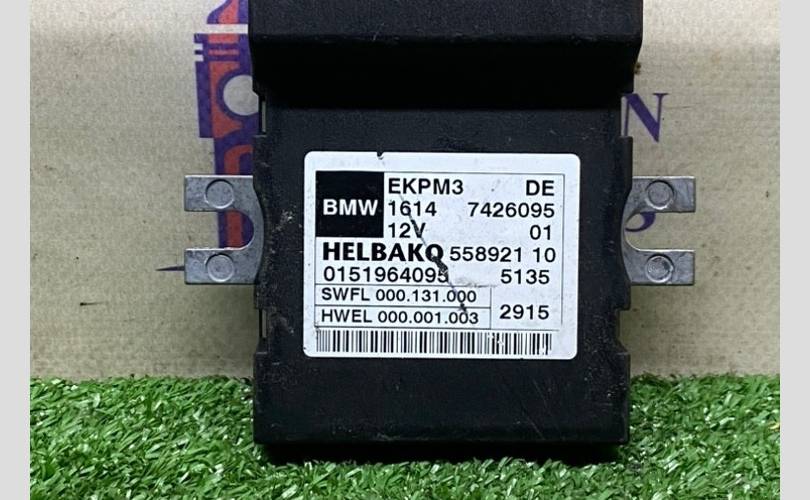 BMW EKPM3 DE
1614 7426095
12V 01
HELBAKO 558921 10
0151964095 5135
SWFL 000.131.000
HWEL 000.001.003 2915